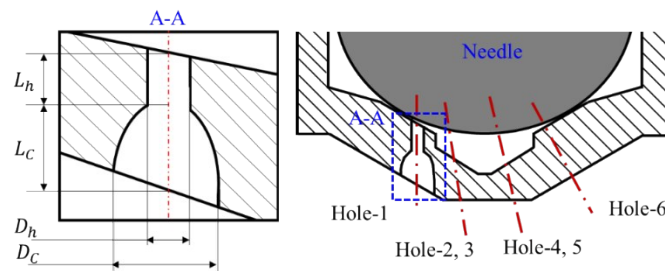 A-A
L_h
L_C
D_h
D_C
Needle
A-A
Hole-1
Hole-2, 3
Hole-4, 5
Hole-6